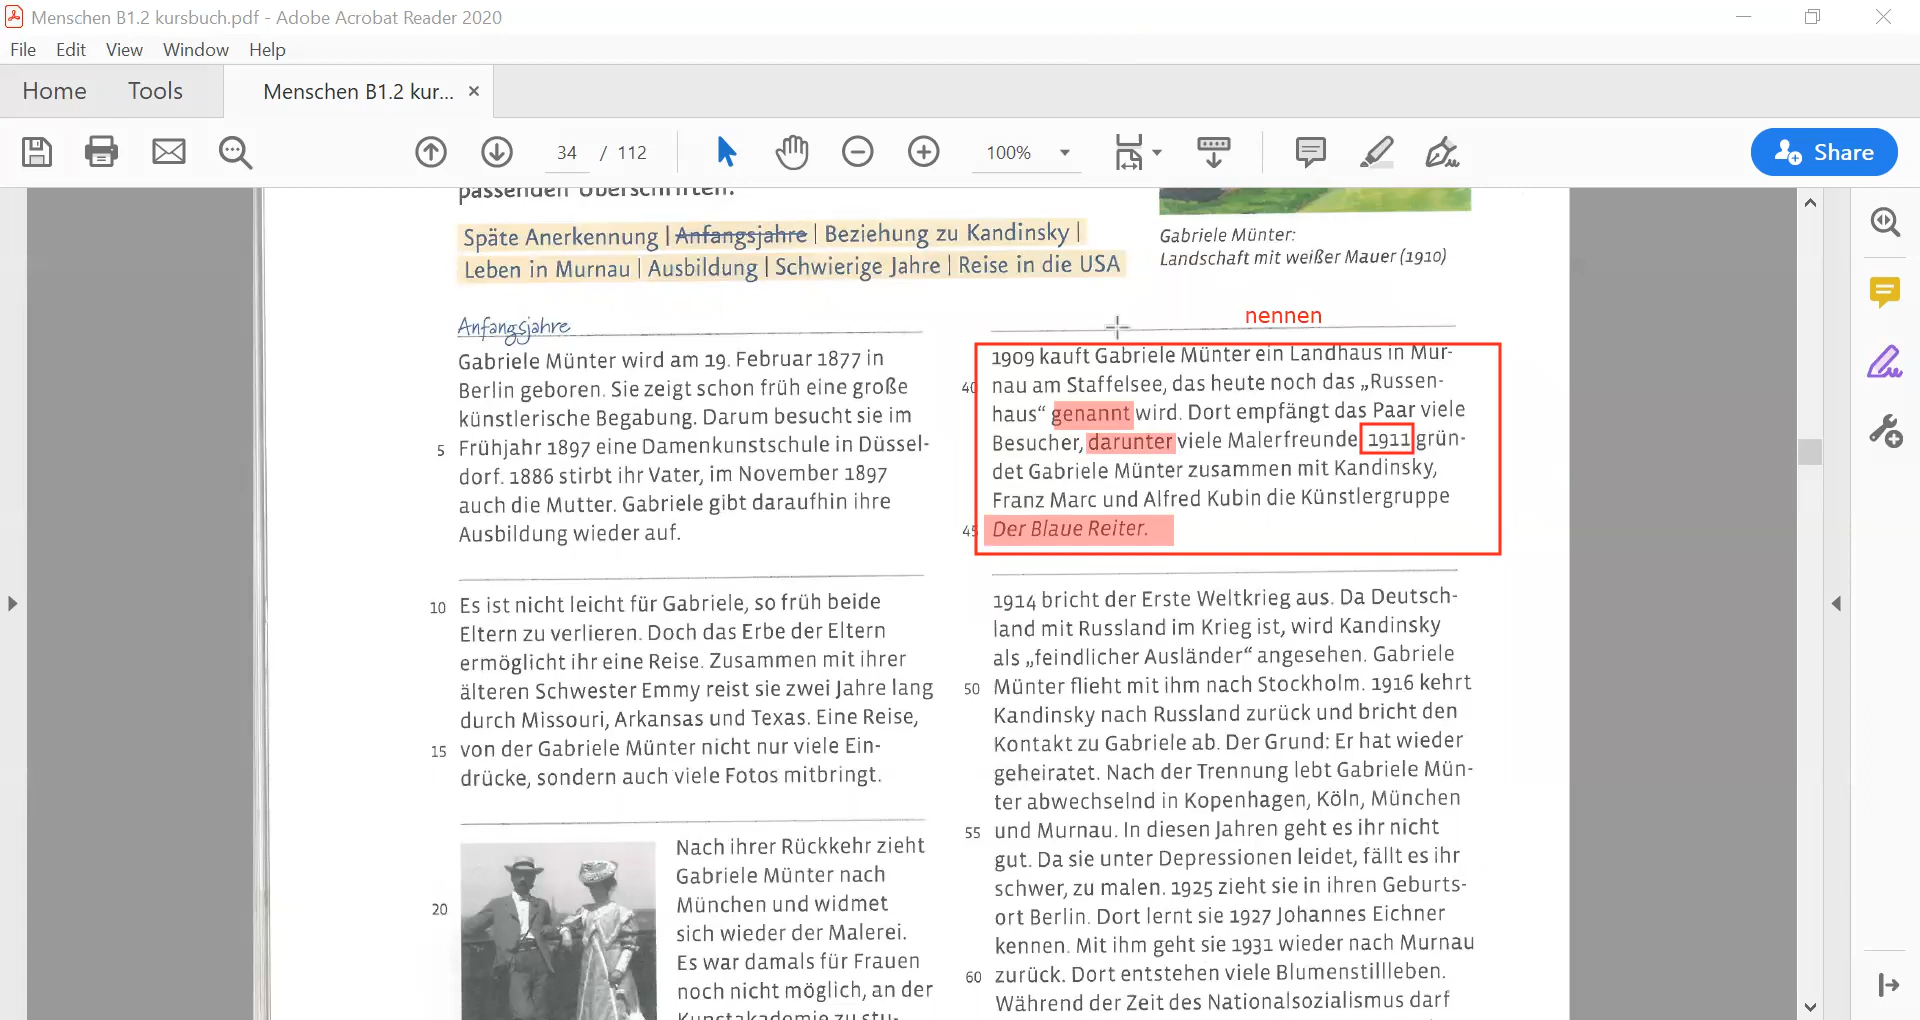 Menschen B1.2 kursbuch.pdf - Adobe Acrobat Reader 2020
File Edit View Window Help
Home Tools Menschen B1.2 kur... ×
34 / 112 100% Share
passenden Überschriften.
Späte Anerkennung | Anfangsjahre | Beziehung zu Kandinsky |
Leben in Murnau | Ausbildung | Schwierige Jahre | Reise in die USA
Gabriele Münter:
Landschaft mit weißer Mauer (1910)
Anfangsjahre
Gabriele Münter wird am 19. Februar 1877 in
Berlin geboren. Sie zeigt schon früh eine große
künstlerische Begabung. Darum besucht sie im
5 Frühjahr 1897 eine Damenkunstschule in Düssel-
dorf. 1886 stirbt ihr Vater, im November 1897
auch die Mutter. Gabriele gibt daraufhin ihre
Ausbildung wieder auf.
10 Es ist nicht leicht für Gabriele, so früh beide
Eltern zu verlieren. Doch das Erbe der Eltern
ermöglicht ihr eine Reise. Zusammen mit ihrer
älteren Schwester Emmy reist sie zwei Jahre lang
durch Missouri, Arkansas und Texas. Eine Reise,
15 von der Gabriele Münter nicht nur viele Ein-
drücke, sondern auch viele Fotos mitbringt.
Nach ihrer Rückkehr zieht
Gabriele Münter nach
20 München und widmet
sich wieder der Malerei.
Es war damals für Frauen
noch nicht möglich, an der
Kunstakademie zu stu-
nennen
1909 kauft Gabriele Münter ein Landhaus in Mur-
40 nau am Staffelsee, das heute noch das „Russen-
haus“ genannt wird. Dort empfängt das Paar viele
Besucher, darunter viele Malerfreunde. 1911 grün-
det Gabriele Münter zusammen mit Kandinsky,
Franz Marc und Alfred Kubin die Künstlergruppe
45 Der Blaue Reiter.
1914 bricht der Erste Weltkrieg aus. Da Deutsch-
land mit Russland im Krieg ist, wird Kandinsky
als „feindlicher Ausländer“ angesehen. Gabriele
50 Münter flieht mit ihm nach Stockholm. 1916 kehrt
Kandinsky nach Russland zurück und bricht den
Kontakt zu Gabriele ab. Der Grund: Er hat wieder
geheiratet. Nach der Trennung lebt Gabriele Mün-
ter abwechselnd in Kopenhagen, Köln, München
55 und Murnau. In diesen Jahren geht es ihr nicht
gut. Da sie unter Depressionen leidet, fällt es ihr
schwer, zu malen. 1925 zieht sie in ihren Geburts-
ort Berlin. Dort lernt sie 1927 Johannes Eichner
kennen. Mit ihm geht sie 1931 wieder nach Murnau
60 zurück. Dort entstehen viele Blumenstillleben.
Während der Zeit des Nationalsozialismus darf